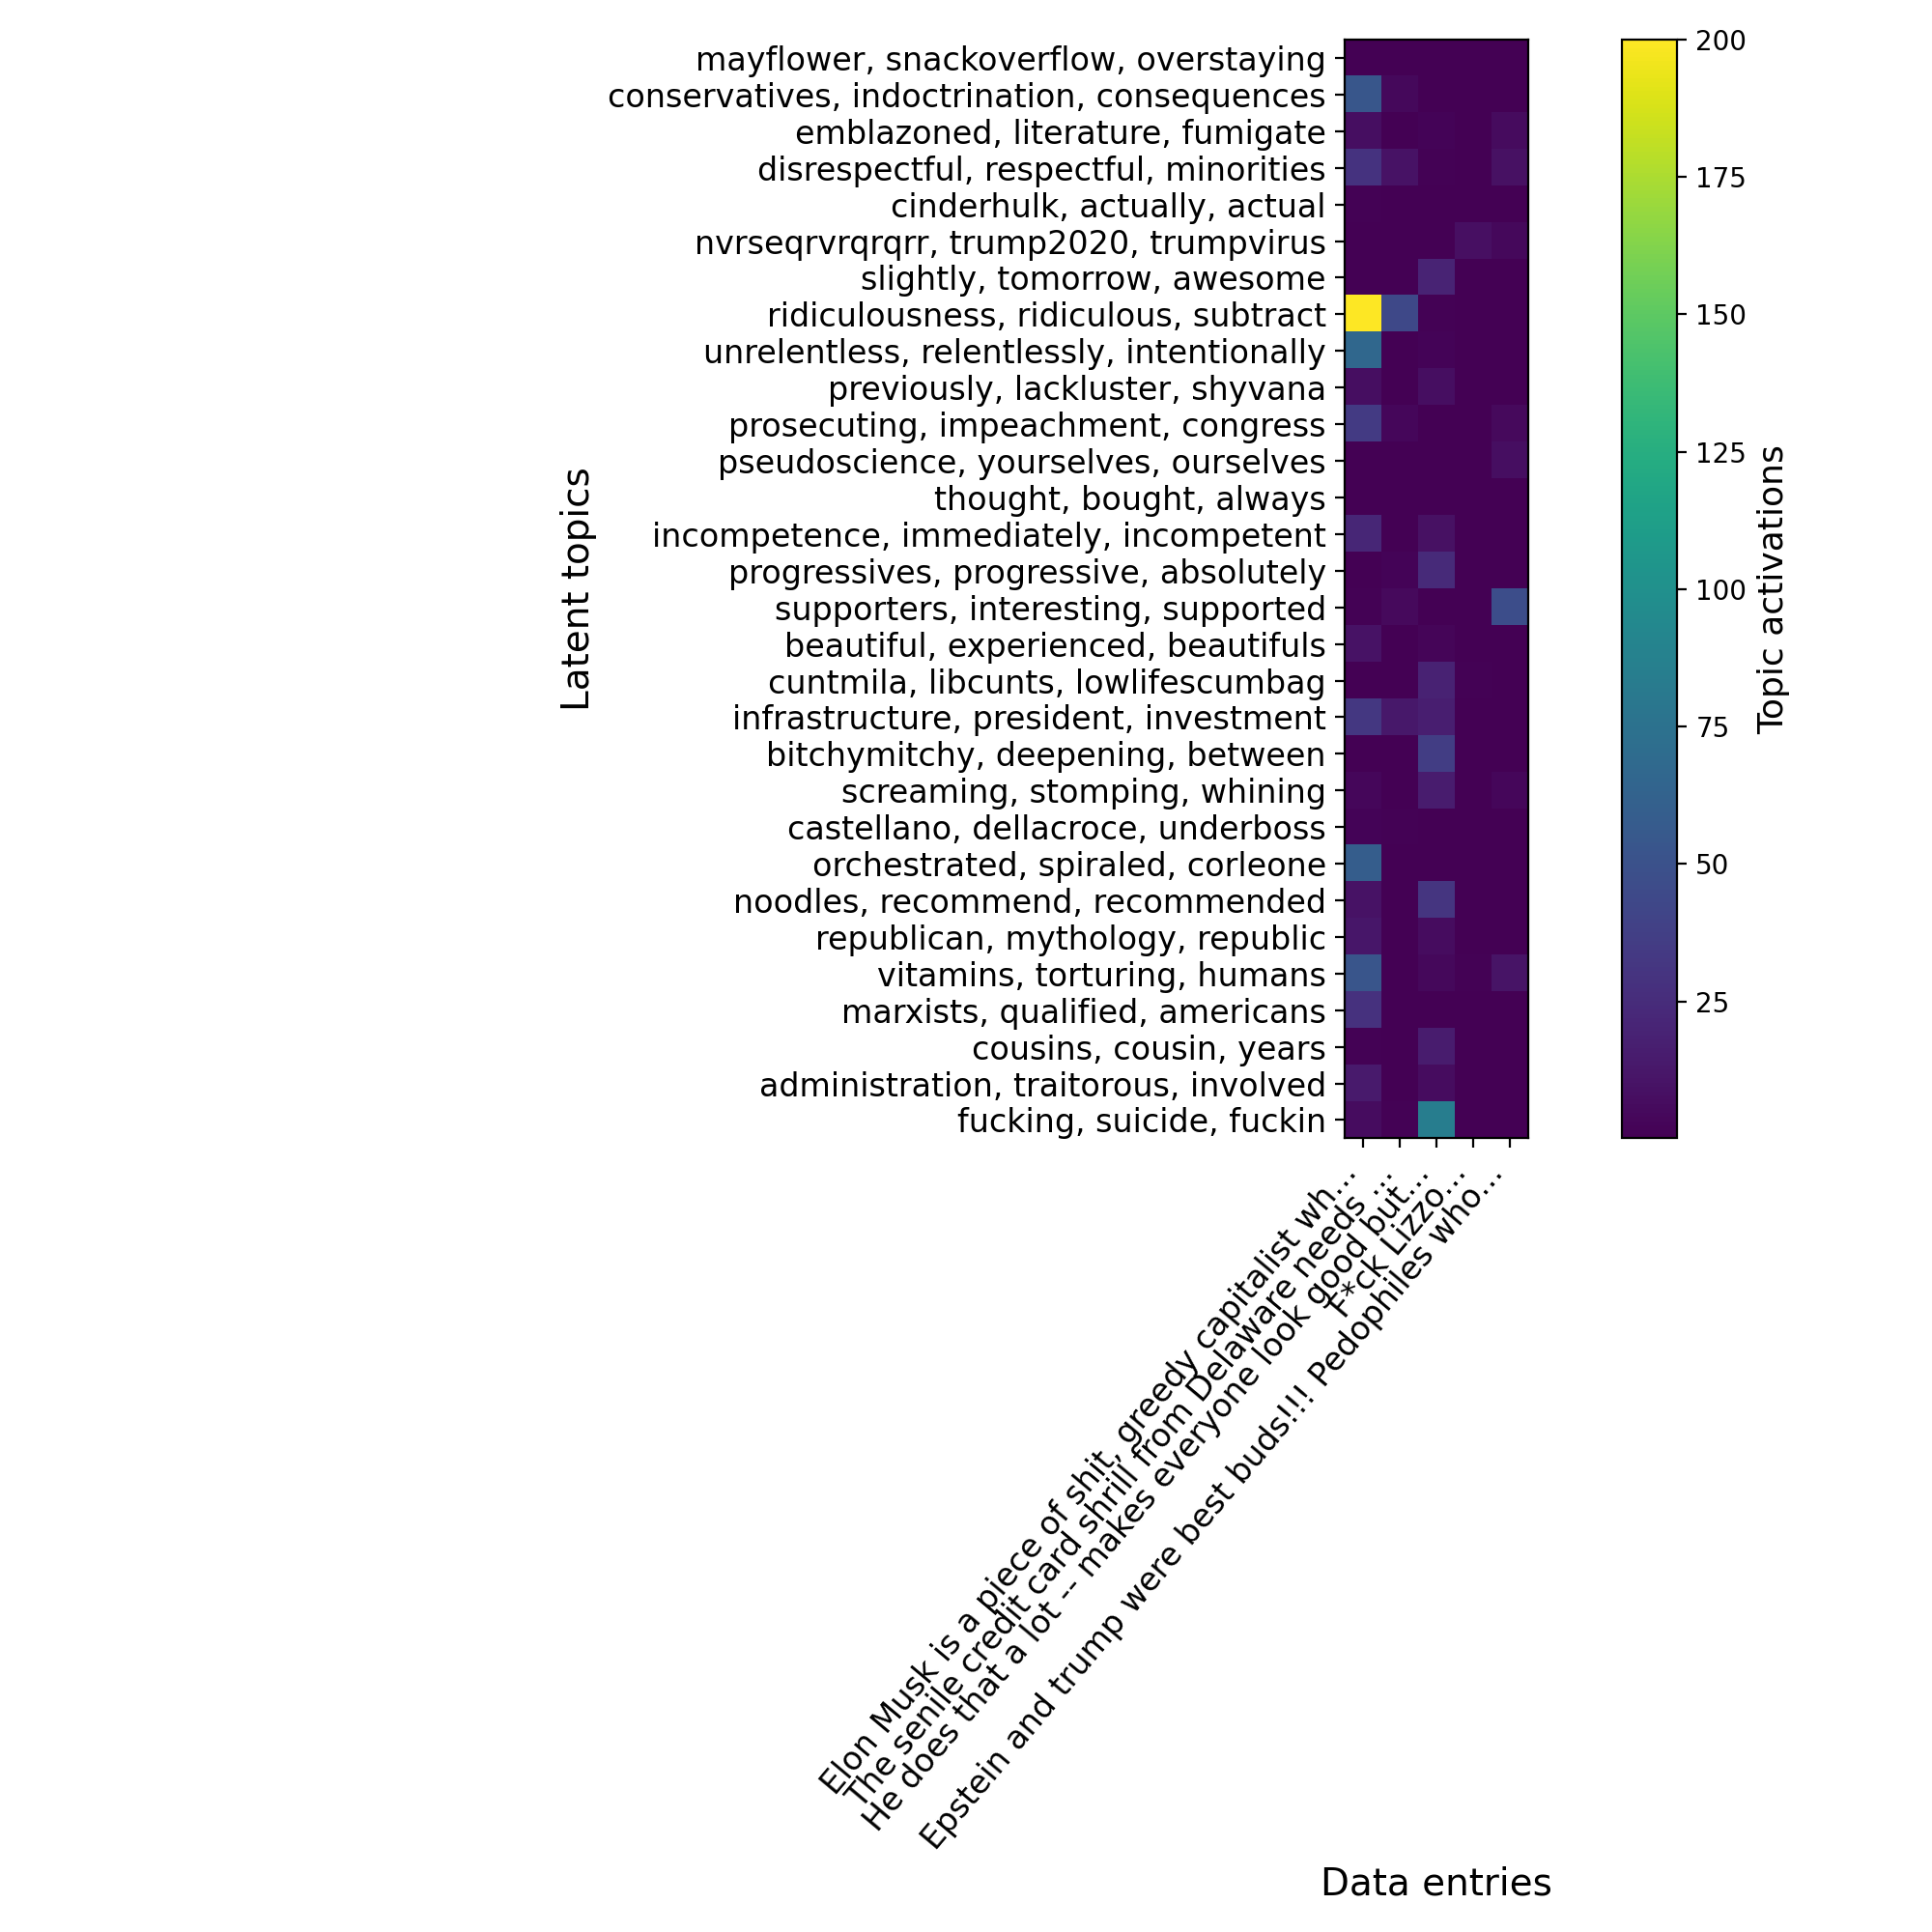 mayflower, snackoverflow, overstaying
conservatives, indoctrination, consequences
emblazoned, literature, fumigate
disrespectful, respectful, minorities
cinderhulk, actually, actual
nvrseqrvrqrqrr, trump2020, trumpvirus
slightly, tomorrow, awesome
ridiculousness, ridiculous, subtract
unrelentless, relentlessly, intentionally
previously, lackluster, shyvana
prosecuting, impeachment, congress
pseudoscience, yourselves, ourselves
thought, bought, always
incompetence, immediately, incompetent
progressives, progressive, absolutely
supporters, interesting, supported
beautiful, experienced, beautifuls
cuntmila, libcunts, lowlifescumbag
infrastructure, president, investment
bitchymitchy, deepening, between
screaming, stomping, whining
castellano, dellacroce, underboss
orchestrated, spiraled, corleone
noodles, recommend, recommended
republican, mythology, republic
vitamins, torturing, humans
marxists, qualified, americans
cousins, cousin, years
administration, traitorous, involved
fucking, suicide, fuckin
Latent topics
Elon Musk is a piece of shit, greedy capitalist wh...
The senile credit card shrill from Delaware needs ...
He does that a lot -- makes everyone look good but...
F*ck Lizzo...
Epstein and trump were best buds!!! Pedophiles who...
Data entries
200
175
150
125
100
75
50
25
Topic activations